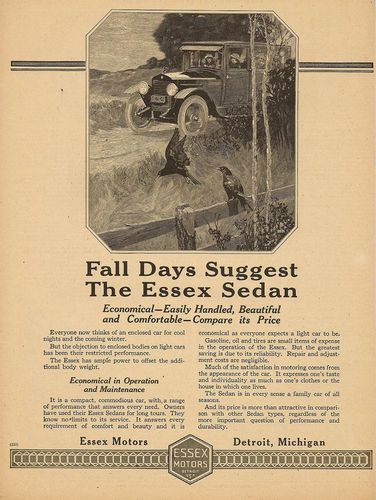 Fall Days Suggest
The Essex Sedan
Economical—Easily Handled, Beautiful
and Comfortable—Compare its Price
Everyone now thinks of an enclosed car for cool
nights and the coming winter.
But the objection to enclosed bodies on light cars
has been their restricted performance.
The Essex has ample power to offset the addi-
tional body weight.
Economical in Operation
and Maintenance
It is a compact, commodious car, with a range
of performance that answers every need. Owners
have used their Essex Sedans for long tours. They
know no limits to its service. It answers every
requirement of comfort and beauty and it is
economical as everyone expects a light car to be.
Gasoline, oil and tires are small items of expense
in the operation of the Essex. But the greatest
saving is due to its reliability. Repair and adjust-
ment costs are negligible.
Much of the satisfaction in motoring comes from
the appearance of the car. It expresses one's taste
and individuality as much as one's clothes or the
house in which one lives.
The Sedan is in every sense a family car of all
seasons.
And its price is more than attractive in compari-
son with other Sedan types, regardless of the
more important question of performance and
durability.
Essex Motors
Detroit, Michigan
ESSEX
MOTORS
DETROIT